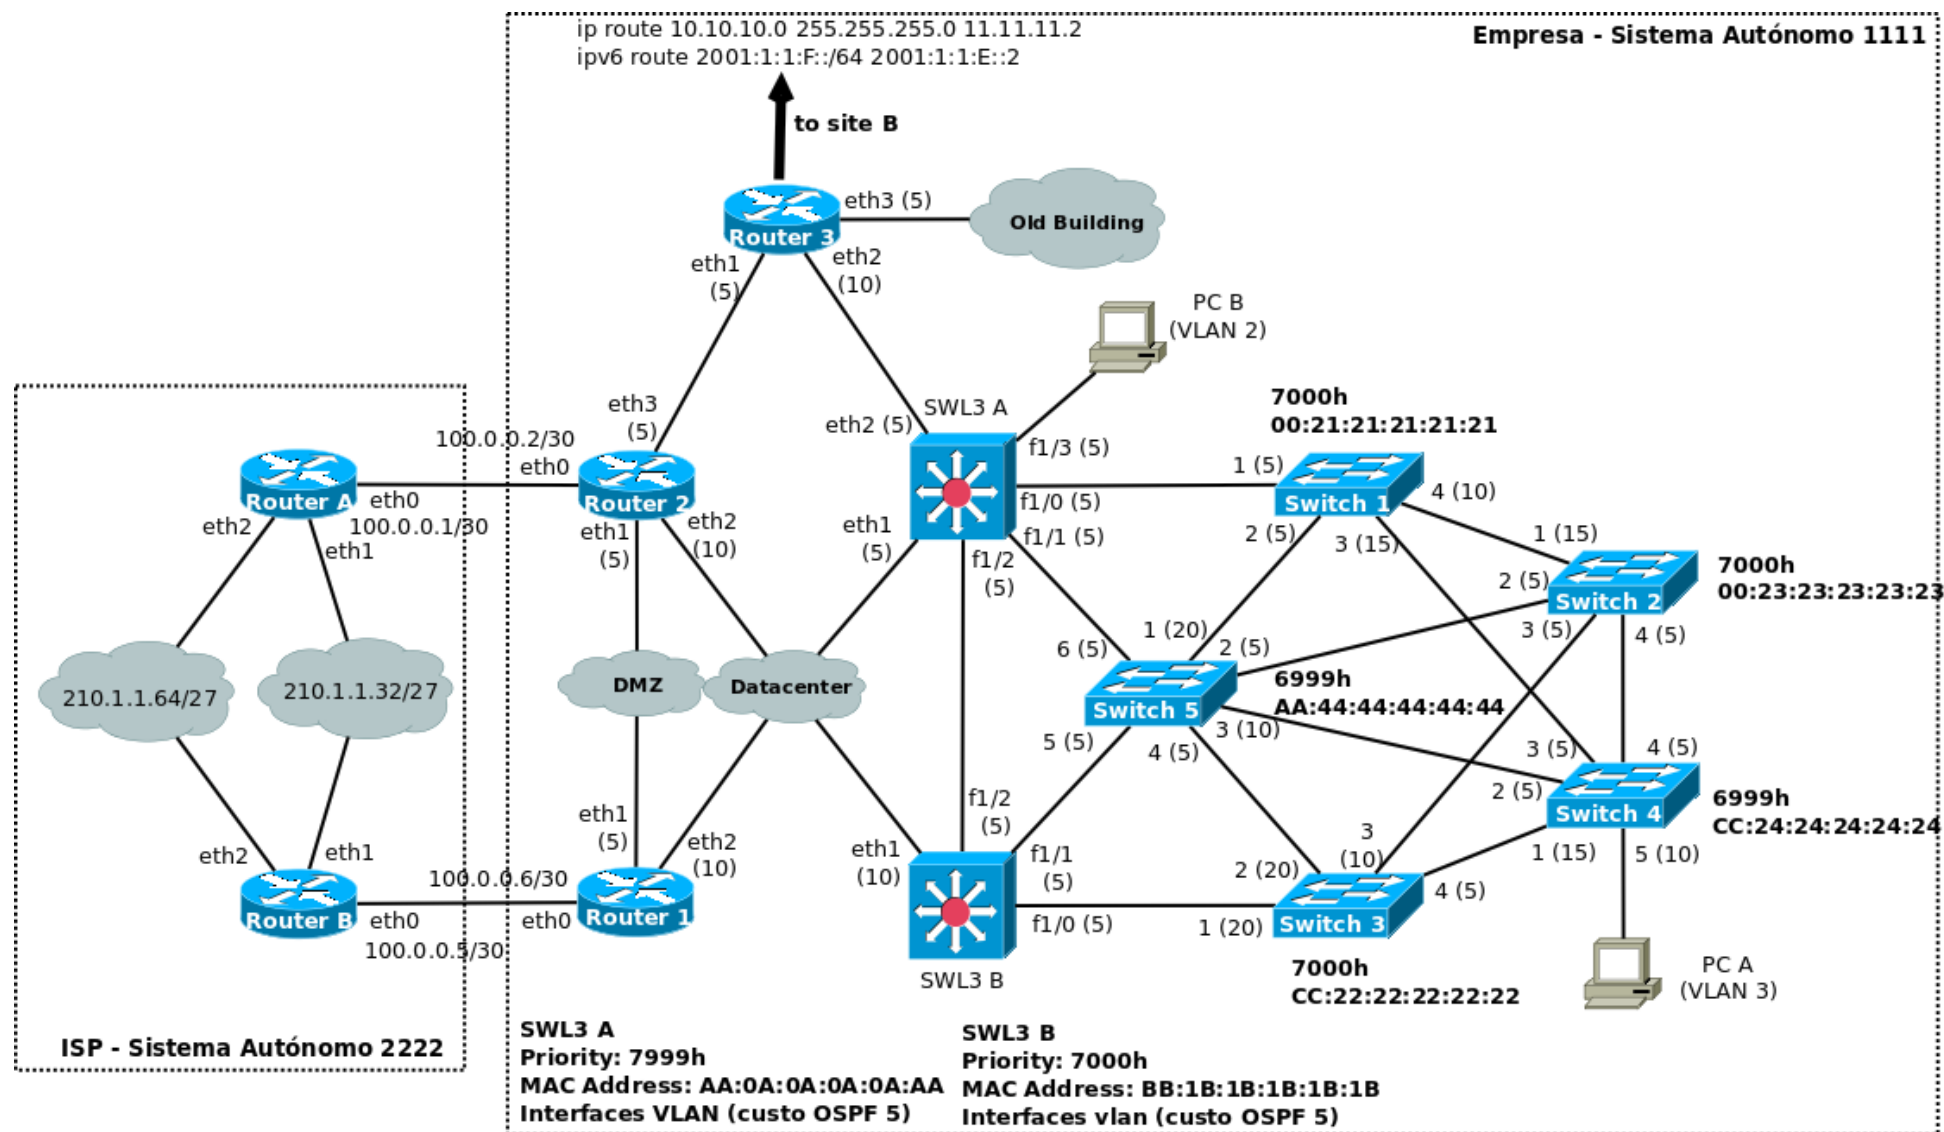 ip route 10.10.10.0 255.255.255.0 11.11.11.2
ipv6 route 2001:1:1:F::/64 2001:1:1:E::2
Empresa - Sistema Autónomo 1111
to site B
eth3 (5)
Old Building
Router 3
eth1
(5)
eth2
(10)
PC B
(VLAN 2)
eth3
(5)
eth2 (5)
SWL3 A
f1/3 (5)
7000h
00:21:21:21:21:21
100.0.0.2/30
eth0
Router A
eth0
100.0.0.1/30
eth2
eth1
Router 2
eth1
(5)
eth2
(10)
eth1
(5)
f1/0 (5)
f1/1 (5)
f1/2
(5)
1 (5)
Switch 1
4 (10)
2 (5)
3 (15)
1 (15)
2 (5)
Switch 2
7000h
00:23:23:23:23:23
3 (5)
4 (5)
1 (20)
2 (5)
6 (5)
Switch 5
6999h
AA:44:44:44:44:44
3 (10)
5 (5)
4 (5)
210.1.1.64/27
210.1.1.32/27
DMZ
Datacenter
3 (5)
4 (5)
2 (5)
Switch 4
6999h
CC:24:24:24:24:24
1 (15)
5 (10)
eth1
(5)
eth2
(10)
eth1
(10)
f1/2
(5)
f1/1
(5)
f1/0 (5)
3
(10)
2 (20)
4 (5)
1 (20)
Switch 3
7000h
CC:22:22:22:22:22
eth2
eth1
Router B
100.0.0.6/30
eth0
eth0
100.0.0.5/30
Router 1
SWL3 B
PC A
(VLAN 3)
ISP - Sistema Autónomo 2222
SWL3 A
Priority: 7999h
MAC Address: AA:0A:0A:0A:0A:AA
Interfaces VLAN (custo OSPF 5)
SWL3 B
Priority: 7000h
MAC Address: BB:1B:1B:1B:1B:1B
Interfaces vlan (custo OSPF 5)